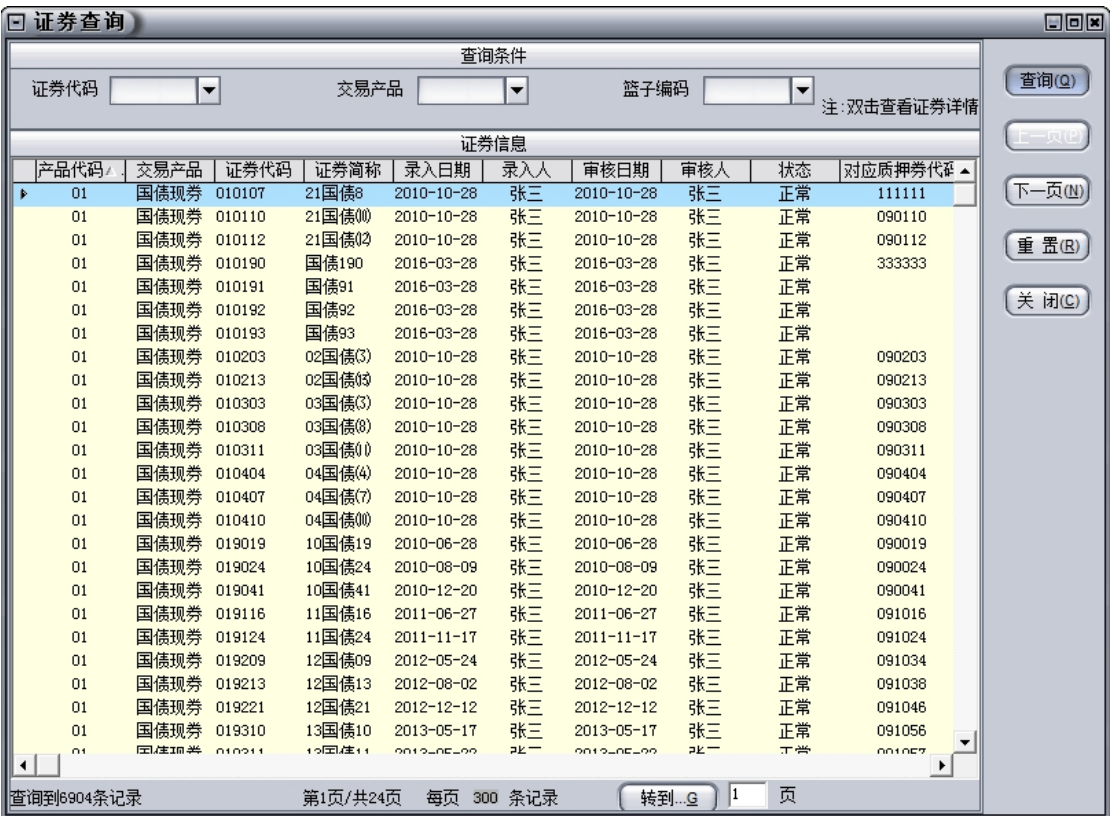 证券查询
查询条件
证券代码 交易产品 篮子编码 注:双击查看证券详情
证券信息
产品代码 交易产品 证券代码 证券简称 录入日期 录入人 审核日期 审核人 状态 对应质押券代码
01 国债现券 010107 21国债8 2010-10-28 张三 2010-10-28 张三 正常 111111
01 国债现券 010110 21国债⑽ 2010-10-28 张三 2010-10-28 张三 正常 090110
01 国债现券 010112 21国债⑿ 2010-10-28 张三 2010-10-28 张三 正常 090112
01 国债现券 010190 国债190 2016-03-28 张三 2016-03-28 张三 正常 333333
01 国债现券 010191 国债91 2016-03-28 张三 2016-03-28 张三 正常
01 国债现券 010192 国债92 2016-03-28 张三 2016-03-28 张三 正常
01 国债现券 010193 国债93 2016-03-28 张三 2016-03-28 张三 正常
01 国债现券 010203 02国债⑶ 2010-10-28 张三 2010-10-28 张三 正常 090203
01 国债现券 010213 02国债⒂ 2010-10-28 张三 2010-10-28 张三 正常 090213
01 国债现券 010303 03国债⑶ 2010-10-28 张三 2010-10-28 张三 正常 090303
01 国债现券 010308 03国债⑻ 2010-10-28 张三 2010-10-28 张三 正常 090308
01 国债现券 010311 03国债⑾ 2010-10-28 张三 2010-10-28 张三 正常 090311
01 国债现券 010404 04国债⑷ 2010-10-28 张三 2010-10-28 张三 正常 090404
01 国债现券 010407 04国债⑺ 2010-10-28 张三 2010-10-28 张三 正常 090407
01 国债现券 010410 04国债⑽ 2010-10-28 张三 2010-10-28 张三 正常 090410
01 国债现券 019019 10国债19 2010-06-28 张三 2010-06-28 张三 正常 090019
01 国债现券 019024 10国债24 2010-08-09 张三 2010-08-09 张三 正常 090024
01 国债现券 019041 10国债41 2010-12-20 张三 2010-12-20 张三 正常 090041
01 国债现券 019116 11国债16 2011-06-27 张三 2011-06-27 张三 正常 091016
01 国债现券 019124 11国债24 2011-11-17 张三 2011-11-17 张三 正常 091024
01 国债现券 019209 12国债09 2012-05-24 张三 2012-05-24 张三 正常 091034
01 国债现券 019213 12国债13 2012-08-02 张三 2012-08-02 张三 正常 091038
01 国债现券 019221 12国债21 2012-12-12 张三 2012-12-12 张三 正常 091046
01 国债现券 019310 13国债10 2013-05-17 张三 2013-05-17 张三 正常 091056
查询到6904条记录 第1页/共24页 每页 300 条记录 转到...G 1 页
查询(Q)
上一页(P)
下一页(N)
重 置(R)
关 闭(C)